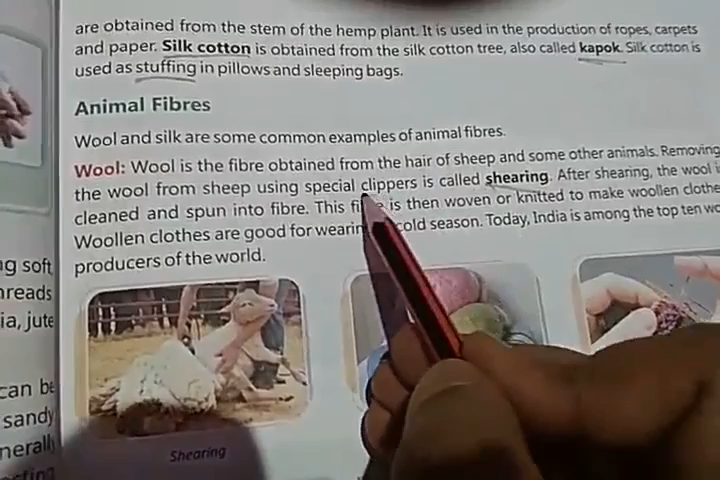 are obtained from the stem of the hemp plant. It is used in the production of ropes, carpets
and paper. Silk cotton is obtained from the silk cotton tree, also called kapok. Silk cotton is
used as stuffing in pillows and sleeping bags.
Animal Fibres
Wool and silk are some common examples of animal fibres.
Wool: Wool is the fibre obtained from the hair of sheep and some other animals. Removing
the wool from sheep using special clippers is called shearing. After shearing, the wool i
cleaned and spun into fibre. This is then woven or knitted to make woollen clothe
Woollen clothes are good for wearin cold season. Today, India is among the top ten wo
producers of the world.
Shearing
ng soft
hreads
ia, jute
can be
sandy
nerally